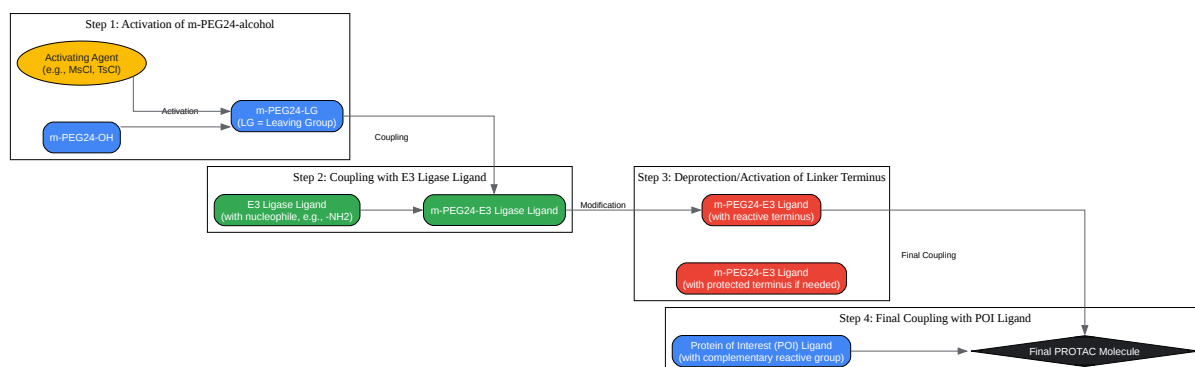 Step 1: Activation of m-PEG24-alcohol
Activating Agent
(e.g., MsCl, TsCl)
Activation
m-PEG24-OH
m-PEG24-LG
(LG = Leaving Group)
Coupling
Step 2: Coupling with E3 Ligase Ligand
E3 Ligase Ligand
(with nucleophile, e.g., -NH2)
m-PEG24-E3 Ligase Ligand
Modification
Step 3: Deprotection/Activation of Linker Terminus
m-PEG24-E3 Ligand
(with reactive terminus)
m-PEG24-E3 Ligand
(with protected terminus if needed)
Final Coupling
Step 4: Final Coupling with POI Ligand
Protein of Interest (POI) Ligand
(with complementary reactive group)
Final PROTAC Molecule